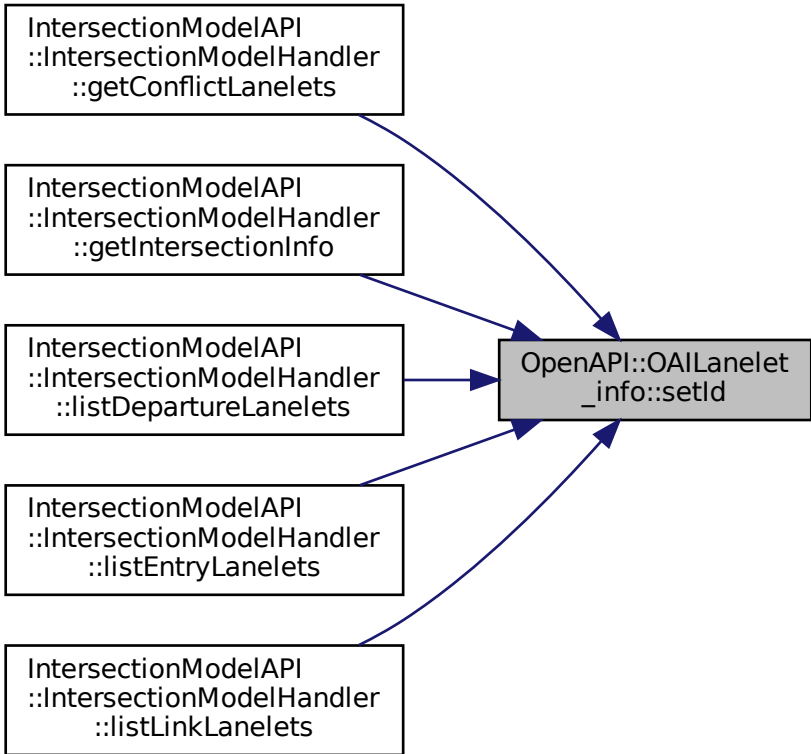 IntersectionModelAPI
::IntersectionModelHandler
::getConflictLanelets
IntersectionModelAPI
::IntersectionModelHandler
::getIntersectionInfo
IntersectionModelAPI
::IntersectionModelHandler
::listDepartureLanelets
IntersectionModelAPI
::IntersectionModelHandler
::listEntryLanelets
IntersectionModelAPI
::IntersectionModelHandler
::listLinkLanelets
OpenAPI::OAILanelet
_info::setId